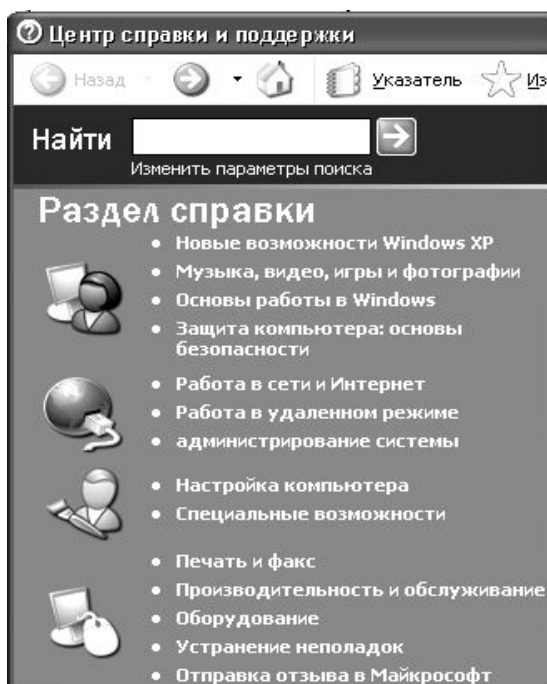 Центр справки и поддержки
Назад Указатель Из
Найти
Изменить параметры поиска
Раздел справки
• Новые возможности Windows XP
• Музыка, видео, игры и фотографии
• Основы работы в Windows
• Защита компьютера: основы
безопасности
• Работа в сети и Интернет
• Работа в удаленном режиме
• администрирование системы
• Настройка компьютера
• Специальные возможности
• Печать и факс
• Производительность и обслуживание
• Оборудование
• Устранение неполадок
• Отправка отзыва в Майкрософт